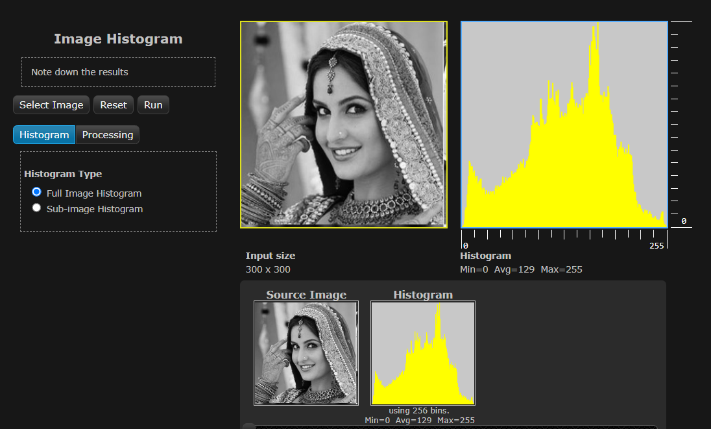 Image Histogram
Note down the results
Select Image Reset Run
Histogram Processing
Histogram Type
Full Image Histogram
Sub-image Histogram
0
0 255
Input size
300 x 300
Histogram
Min=0 Avg=129 Max=255
Source Image
Histogram
using 256 bins.
Min=0 Avg=129 Max=255